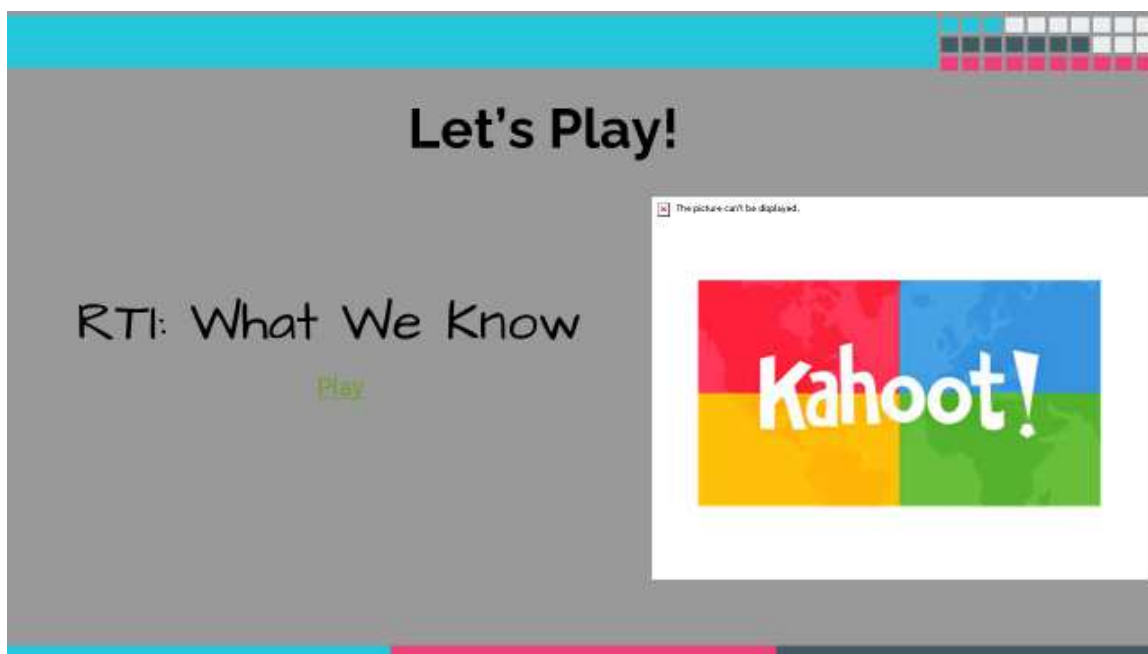 Let's Play!
The picture can't be displayed.
RTI: What We Know
Play
Kahoot!